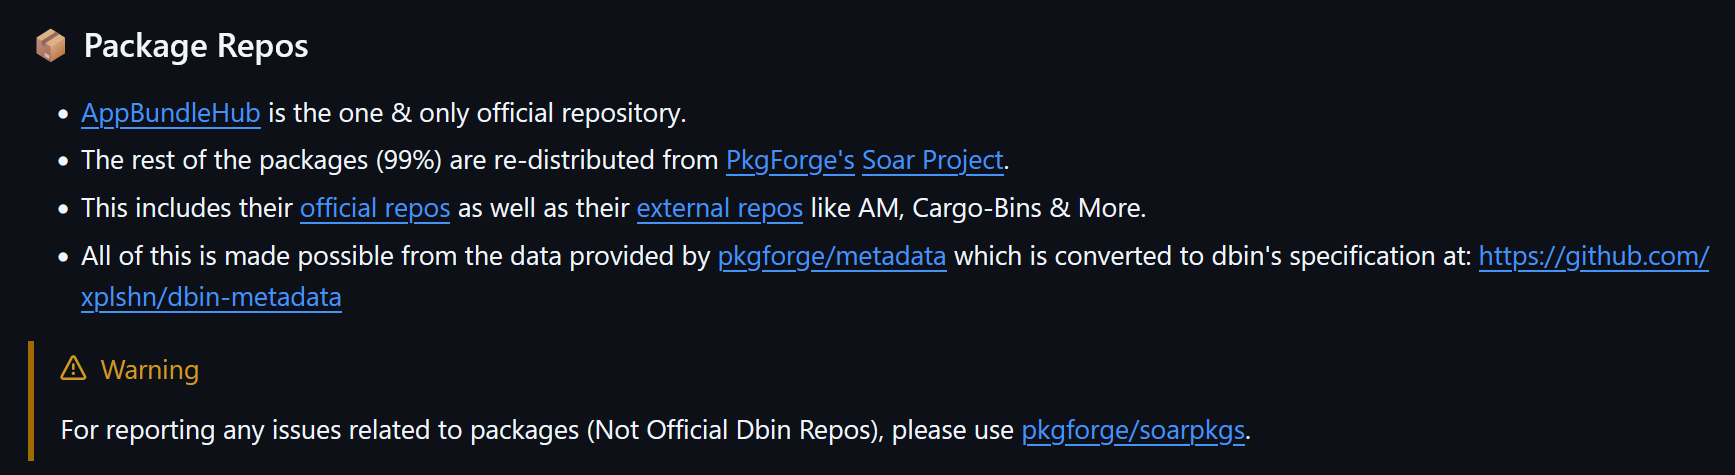 📦 Package Repos
• AppBundleHub is the one & only official repository.
• The rest of the packages (99%) are re-distributed from PkgForge's Soar Project.
• This includes their official repos as well as their external repos like AM, Cargo-Bins & More.
• All of this is made possible from the data provided by pkgforge/metadata which is converted to dbin's specification at: https://github.com/
xplshn/dbin-metadata
⚠ Warning
For reporting any issues related to packages (Not Official Dbin Repos), please use pkgforge/soarpkgs.